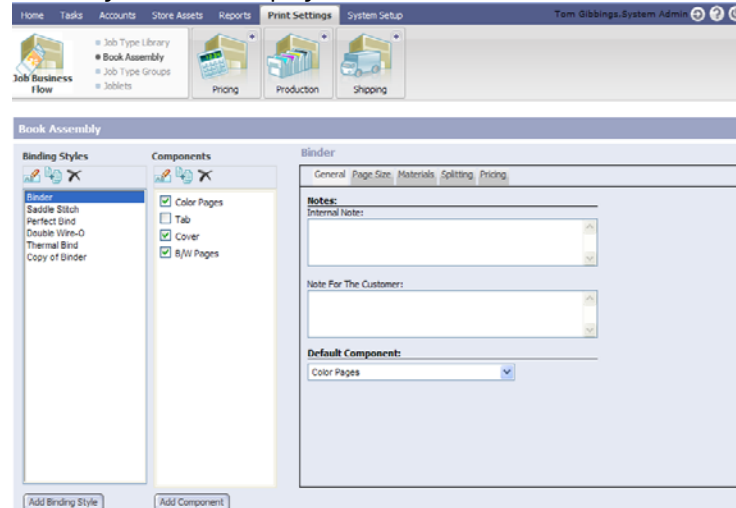 Home Tasks Accounts Store Assets Reports Print Settings System Setup Tom Gibbings.System Admin
Job Type Library
Book Assembly
Job Type Groups
Joblets
Job Business
Flow
Pricing Production Shipping
Book Assembly
Binding Styles
Components
Binder
General Page Size Materials Splitting Pricing
Binder
Saddle Stitch
Perfect Bind
Double Wire-O
Thermal Bind
Copy of Binder
Color Pages
Tab
Cover
B/W Pages
Notes:
Internal Note:
Note For The Customer:
Default Component:
Color Pages
Add Binding Style
Add Component